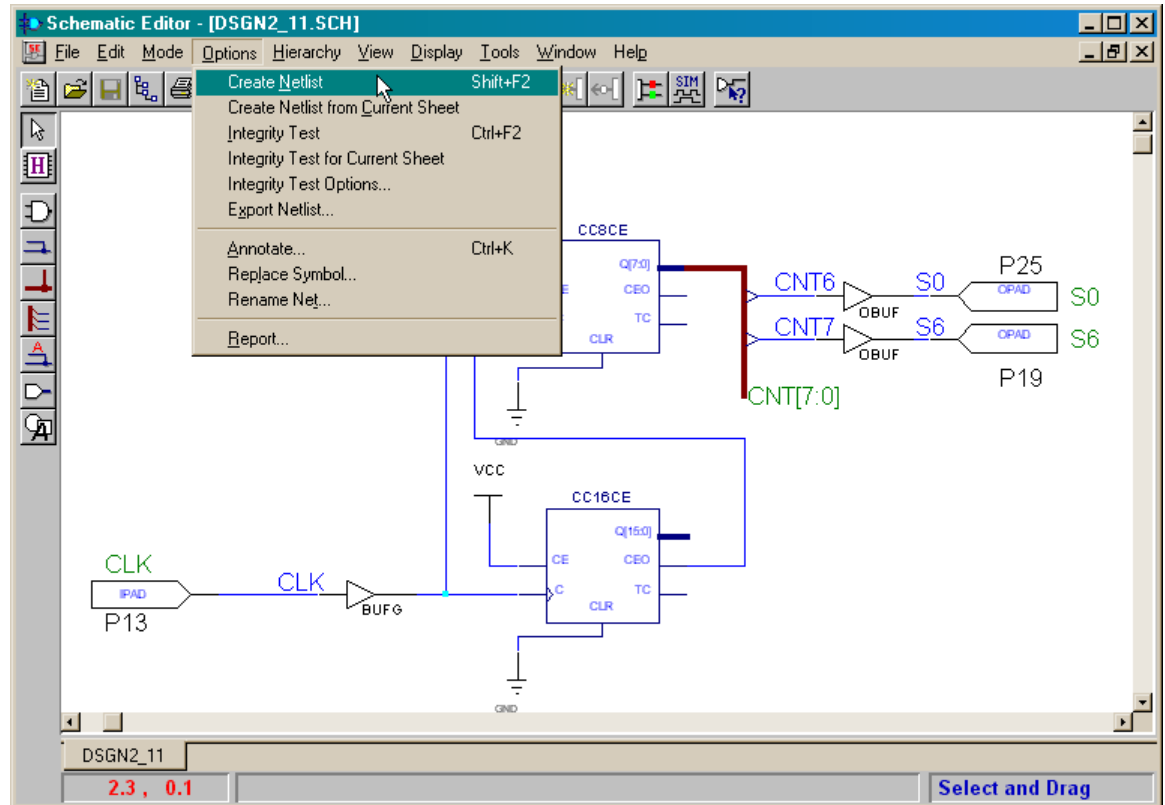 Schematic Editor - [DSGN2_11.SCH]
File Edit Mode Options Hierarchy View Display Tools Window Help
SIM
Create Netlist Shift+F2
Create Netlist from Current Sheet
Integrity Test Ctrl+F2
Integrity Test for Current Sheet
Integrity Test Options...
Export Netlist...
Annotate... Ctrl+K
Replace Symbol...
Rename Net...
Report...
H
A
CC8CE
Q[7:0]
E CEO
TC
CLR
GND
CNT6 OBUF S0 OPAD P25 S0
CNT7 OBUF S6 OPAD P19 S6
CNT[7:0]
VCC
CC16CE
Q[15:0]
CE CEO
C TC
CLR
GND
CLK
IPAD
P13
CLK
BUFG
DSGN2_11
2.3 , 0.1 Select and Drag